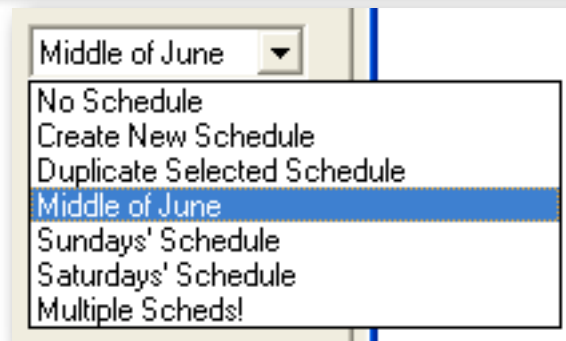 Middle of June
No Schedule
Create New Schedule
Duplicate Selected Schedule
Middle of June
Sundays' Schedule
Saturdays' Schedule
Multiple Scheds!